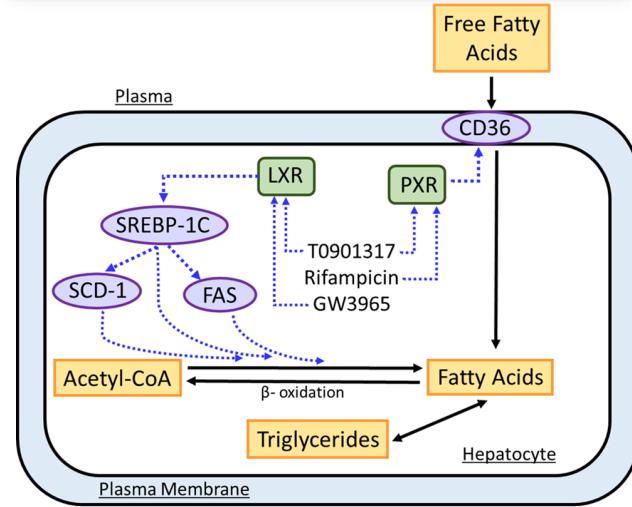 Free Fatty
Acids
Plasma
CD36
LXR
PXR
SREBP-1C
T0901317
Rifampicin
GW3965
SCD-1
FAS
Acetyl-CoA
Fatty Acids
β- oxidation
Triglycerides
Hepatocyte
Plasma Membrane